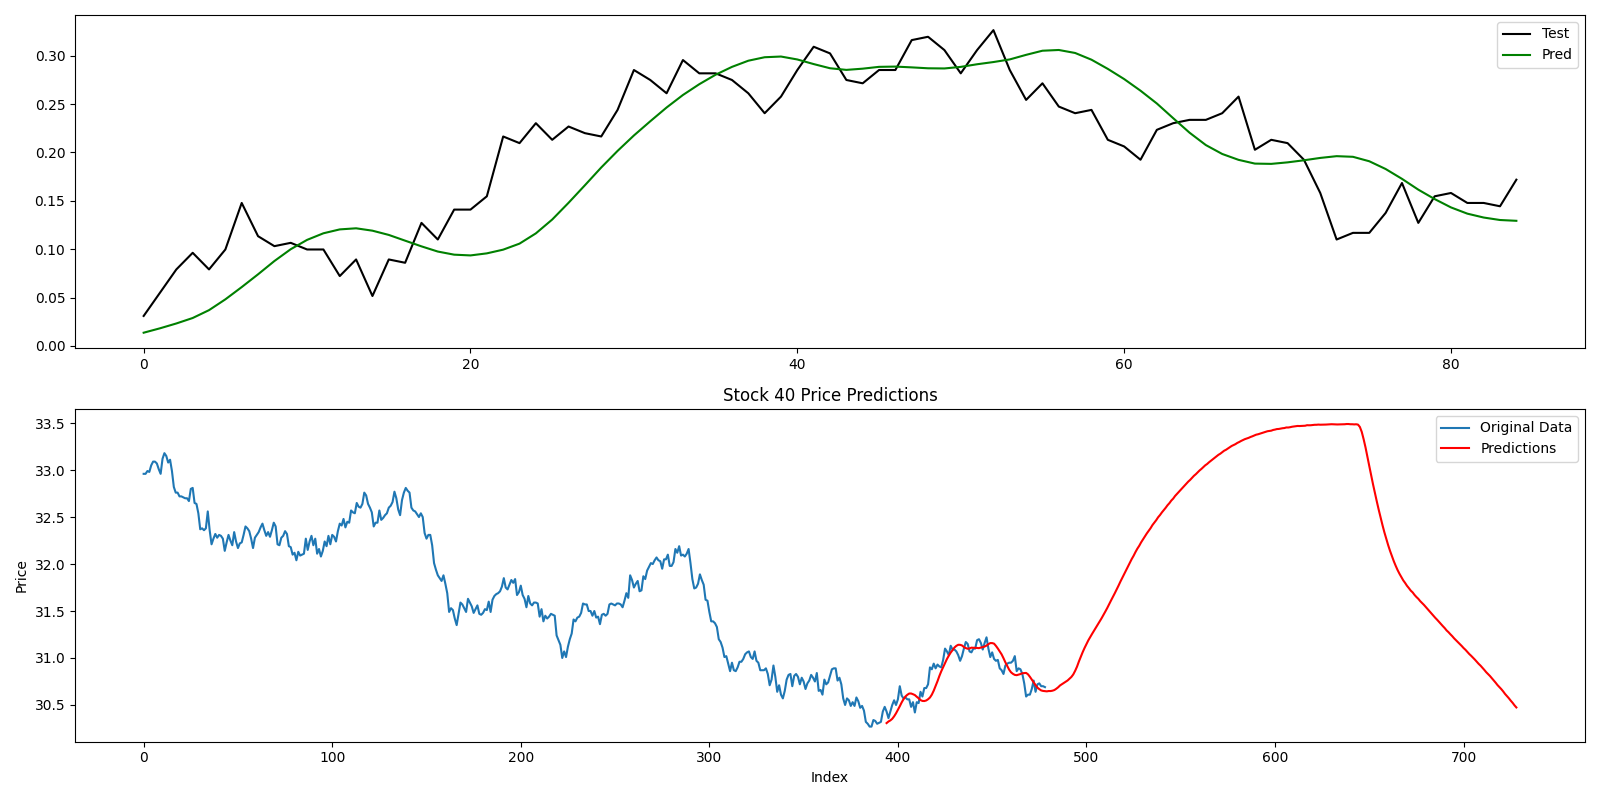 0.30
0.25
0.20
0.15
0.10
0.05
0.00
Test
Pred
0 20 40 60 80
Stock 40 Price Predictions
33.5
33.0
32.5
32.0
31.5
31.0
30.5
Price
Original Data
Predictions
0 100 200 300 400 500 600 700
Index